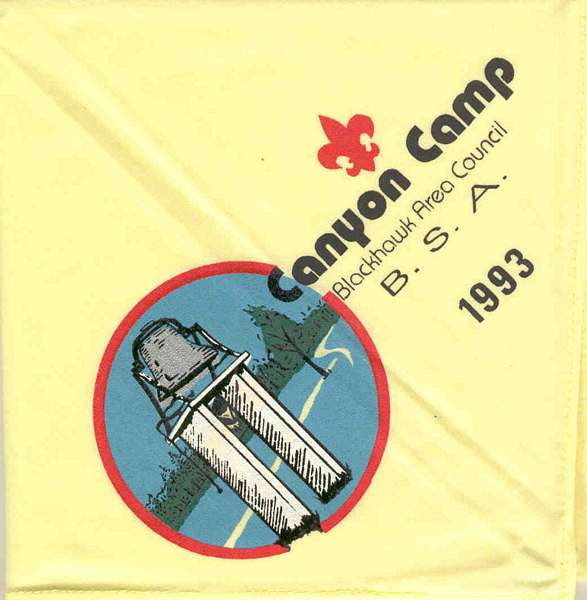 Canyon Camp
Blackhawk Area Council
B. S. A.
1993